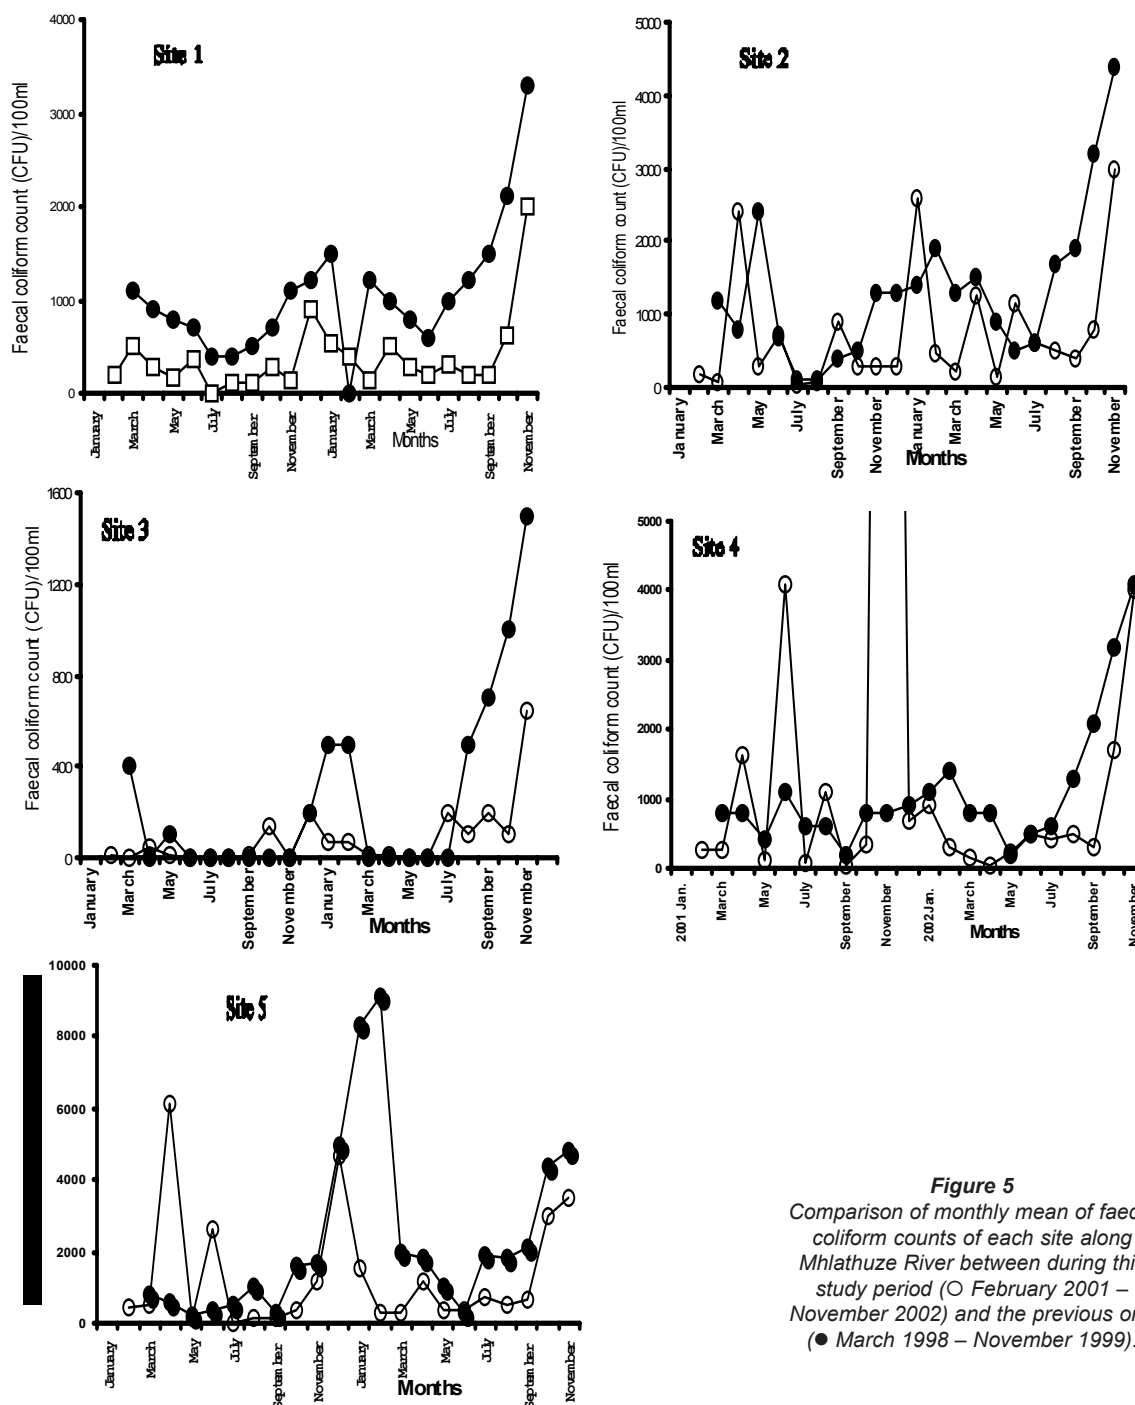 Site 1
Faecal coliform count (CFU)/100ml
4000
3000
2000
1000
0
January
March
May
July
September
November
January
March
May
July
September
November
Months
Site 2
Faecal coliform count (CFU)/100ml
5000
4000
3000
2000
1000
0
January
March
May
July
September
November
January
March
May
July
September
November
Months
Site 3
Faecal coliform count (CFU)/100ml
1600
1200
800
400
0
January
March
May
July
September
November
January
March
May
July
September
November
Months
Site 4
Faecal coliform count (CFU)/100ml
5000
4000
3000
2000
1000
0
2001 Jan.
March
May
July
September
November
2002Jan.
March
May
July
September
November
Months
Site 5
10000
8000
6000
4000
2000
0
January
March
May
July
September
November
January
March
May
July
September
November
Months
Figure 5
Comparison of monthly mean of faec
coliform counts of each site along
Mhlathuze River between during thi
study period (○ February 2001 –
November 2002) and the previous or
(● March 1998 – November 1999).